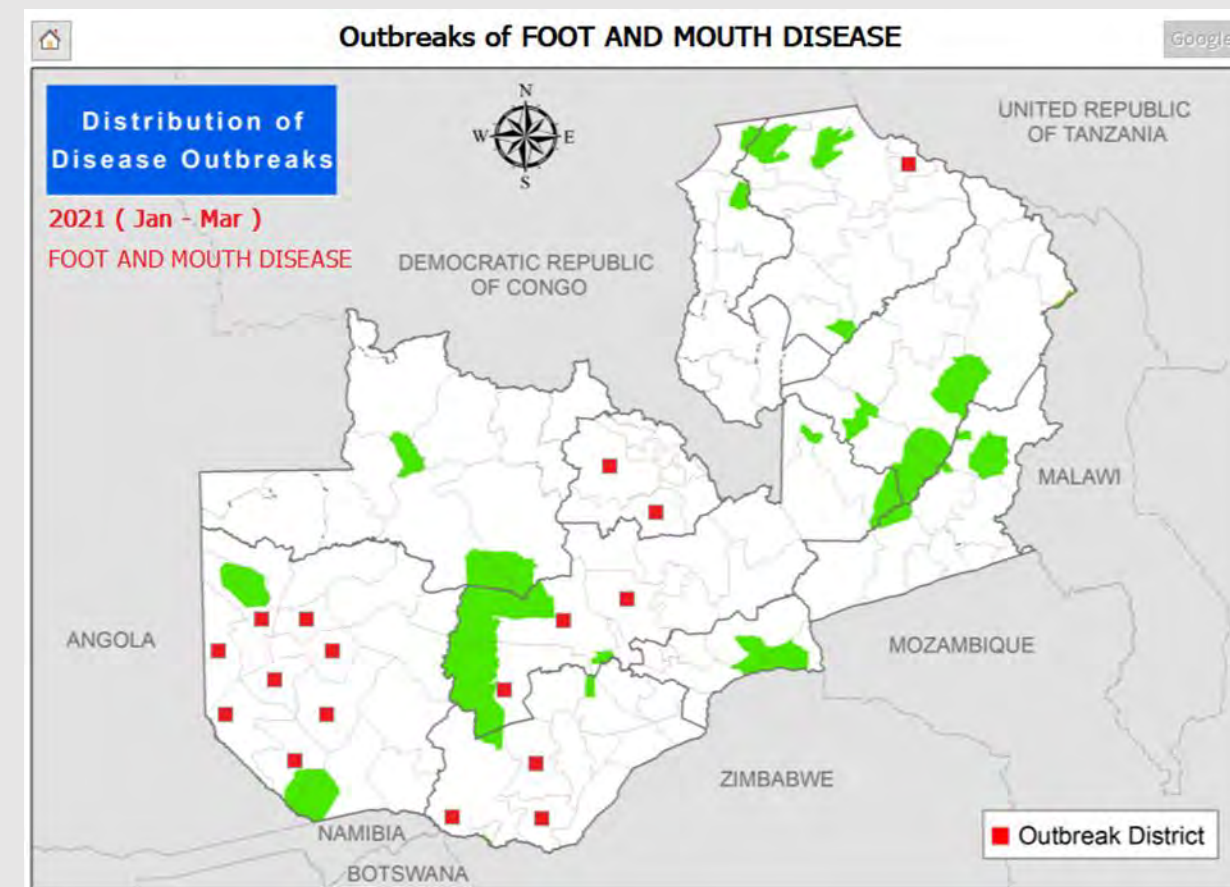 Outbreaks of FOOT AND MOUTH DISEASE
Google
Distribution of
Disease Outbreaks
2021 ( Jan - Mar )
FOOT AND MOUTH DISEASE
N
W
E
S
UNITED REPUBLIC
OF TANZANIA
DEMOCRATIC REPUBLIC
OF CONGO
MALAWI
ANGOLA
MOZAMBIQUE
ZIMBABWE
NAMIBIA
BOTSWANA
Outbreak District